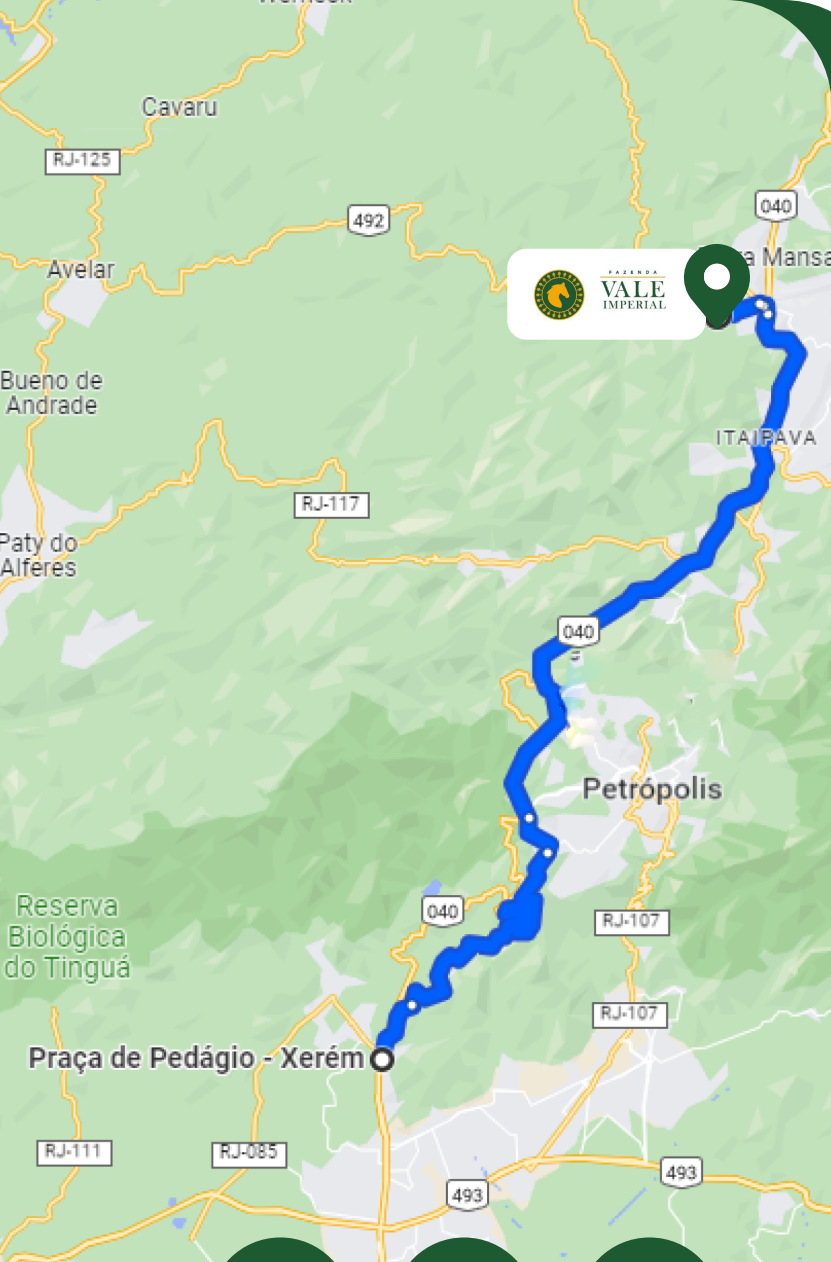 Cavaru
RJ-125
040
492
Avelar
Mansa
FAZENDA
VALE
IMPERIAL
Bueno de
Andrade
ITAIPAVA
RJ-117
Paty do
Alferes
040
Petrópolis
Reserva
Biológica
do Tinguá
040
RJ-107
RJ-107
Praça de Pedágio - Xerém
RJ-111
RJ-085
493
493